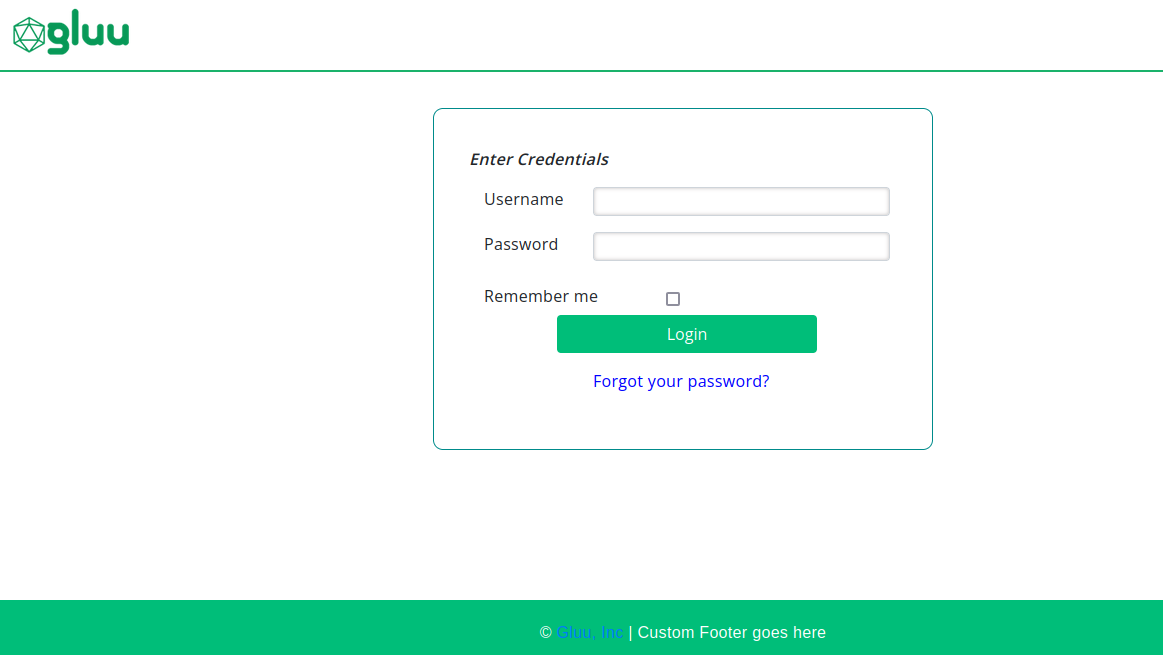 gluu
Enter Credentials
Username
Password
Remember me
Login
Forgot your password?
© Gluu, Inc | Custom Footer goes here